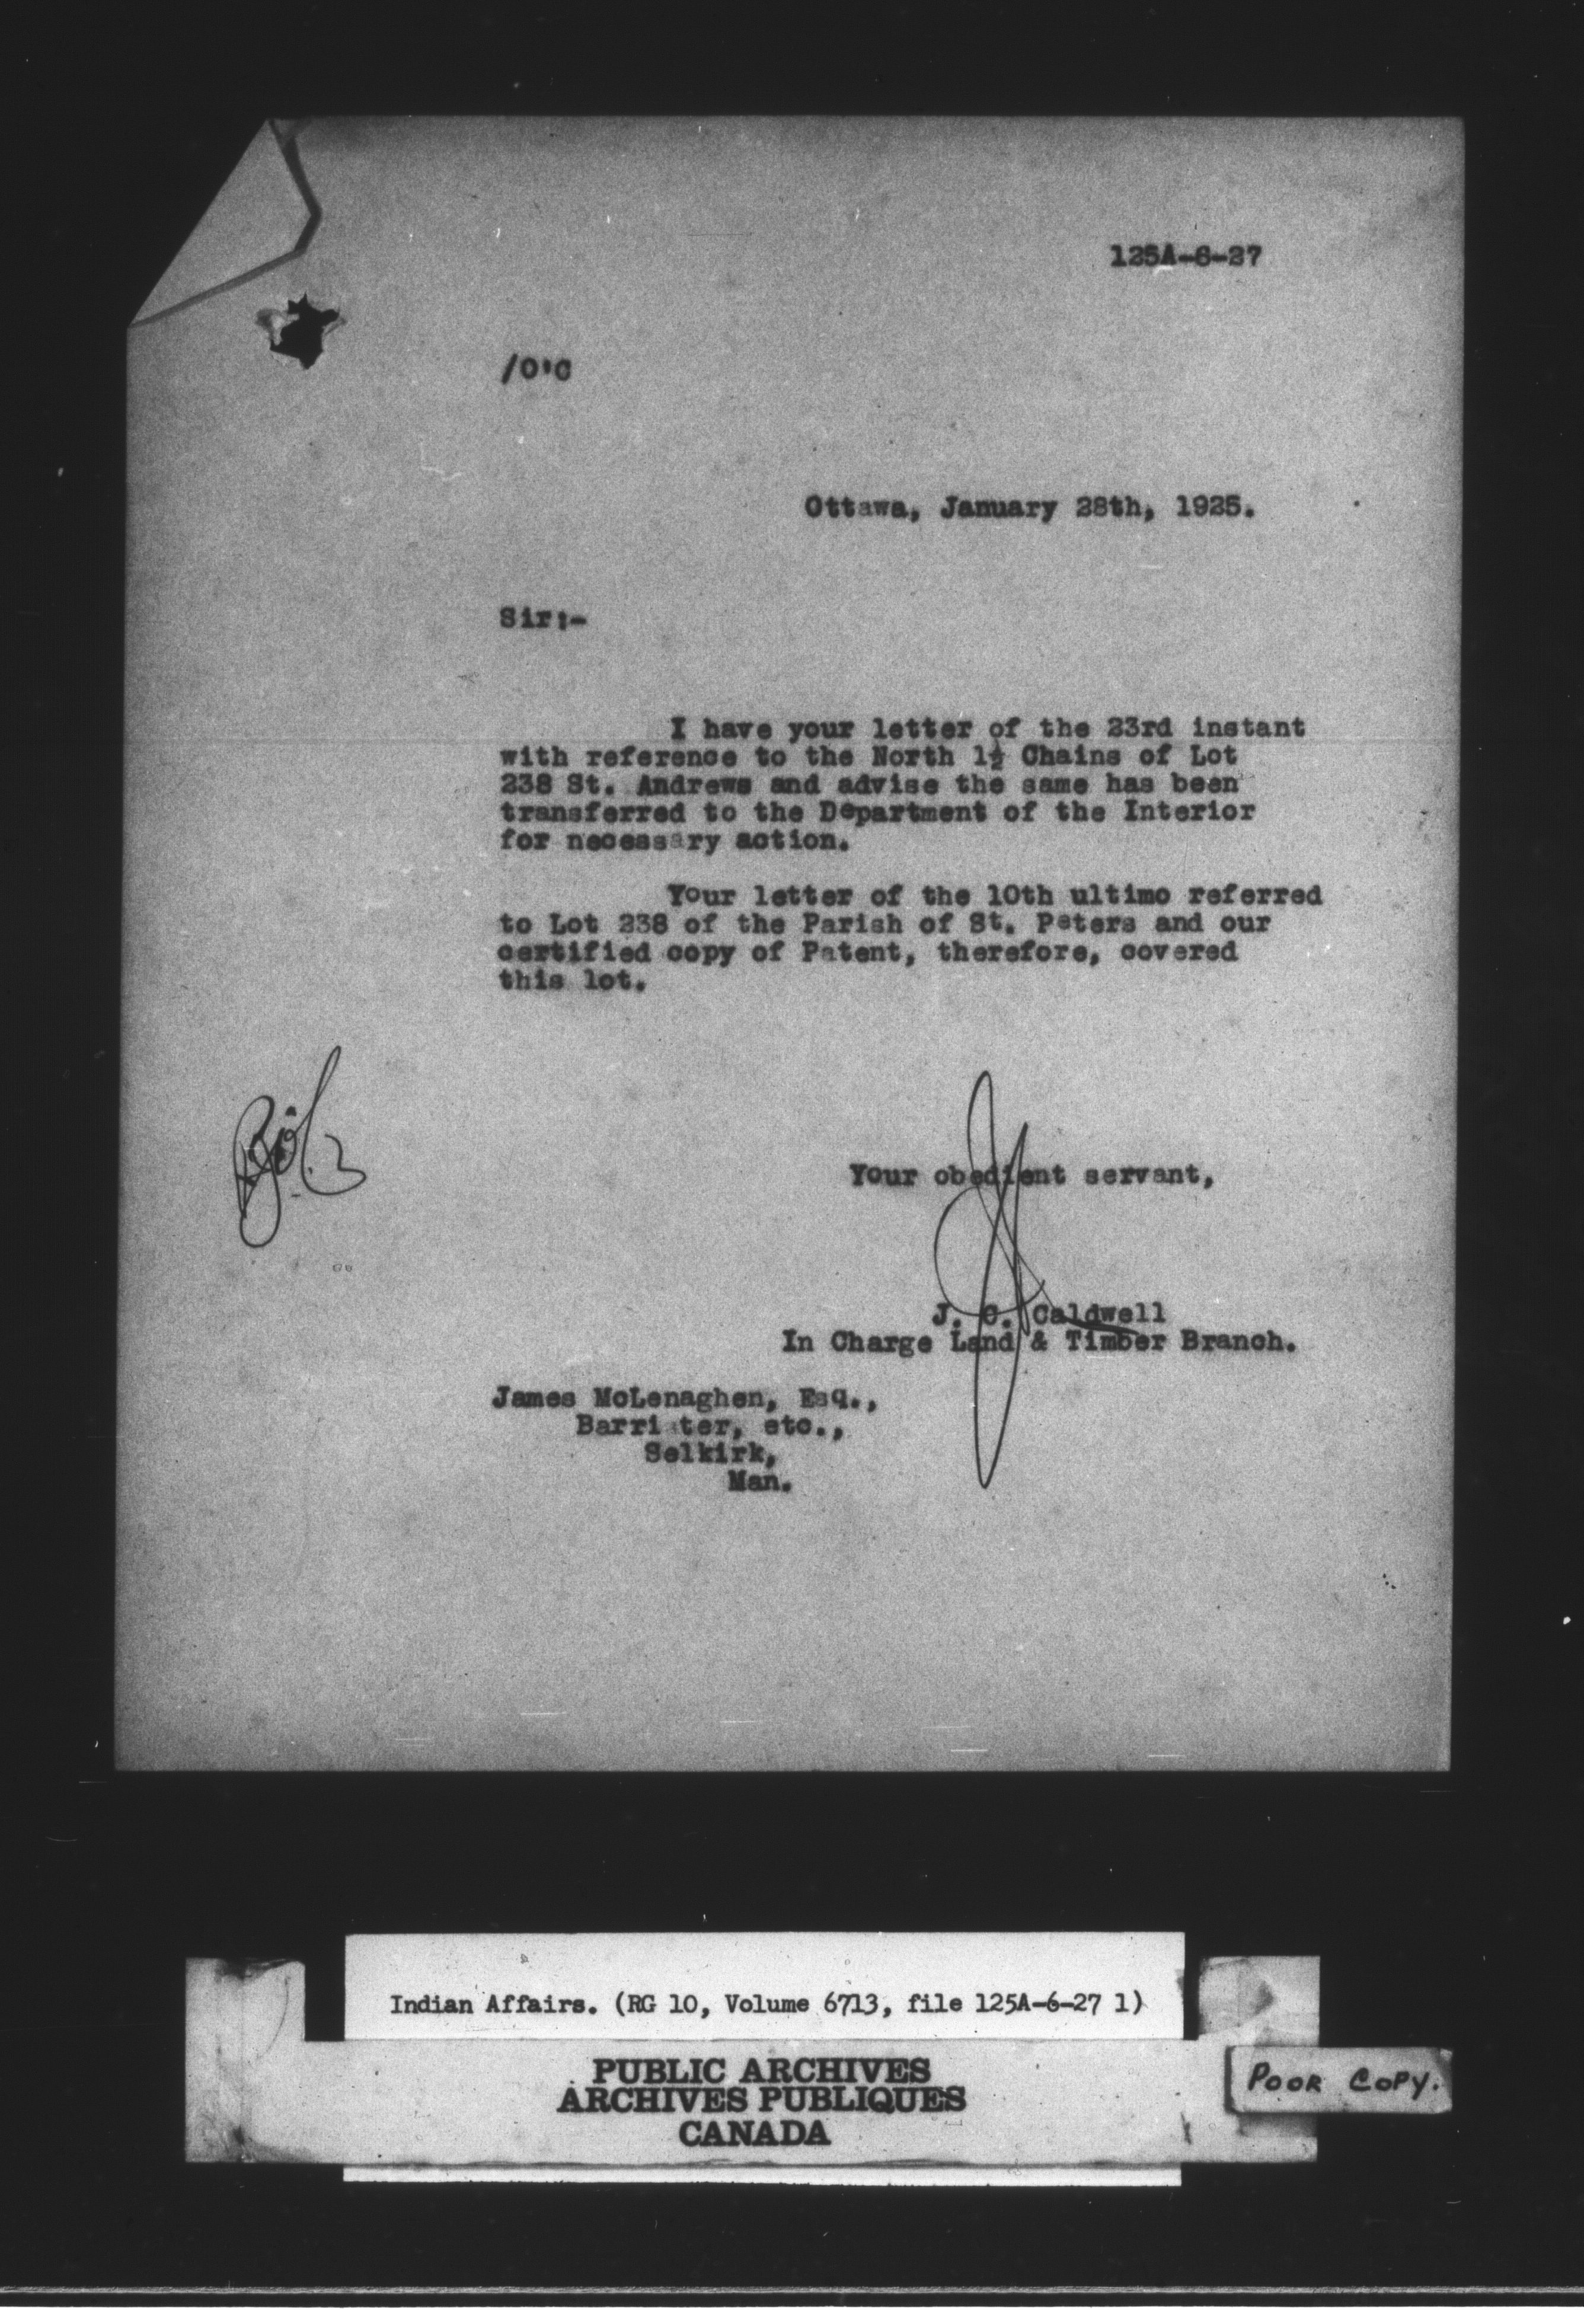 125A-6-27
/O'C
Ottawa, January 28th, 1925.
Sir:-
I have your letter of the 23rd instant
with reference to the North 1½ Chains of Lot
238 St. Andrews and advise the same has been
transferred to the Department of the Interior
for necessary action.
Your letter of the 10th ultimo referred
to Lot 238 of the Parish of St. Peters and our
certified copy of Patent, therefore, covered
this lot.
Your obedient servant,
J. C. Caldwell
In Charge Land & Timber Branch.
James McLenaghen, Esq.,
Barrister, etc.,
Selkirk,
Man.
Indian Affairs. (RG 10, Volume 6713, file 125A-6-27 1)
PUBLIC ARCHIVES
ARCHIVES PUBLIQUES
CANADA
POOR COPY.